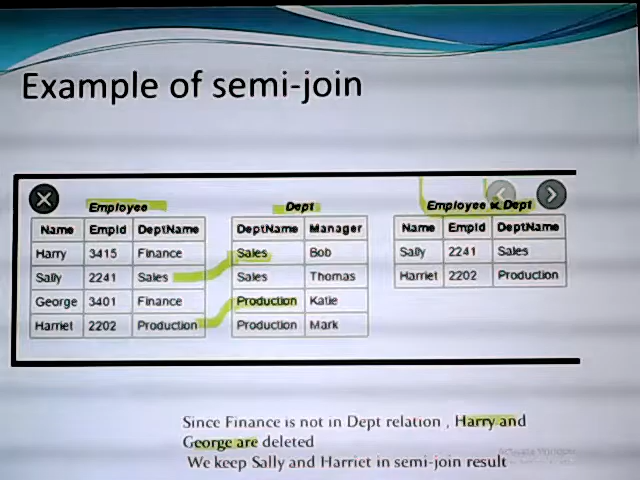 Example of semi-join
Employee
Name EmpId DeptName
Harry 3415 Finance
Sally 2241 Sales
George 3401 Finance
Harriet 2202 Production
Dept
DeptName Manager
Sales Bob
Sales Thomas
Production Katie
Production Mark
Employee ⋉ Dept
Name EmpId DeptName
Sally 2241 Sales
Harriet 2202 Production
Since Finance is not in Dept relation , Harry and
George are deleted
We keep Sally and Harriet in semi-join result
Activate Windows